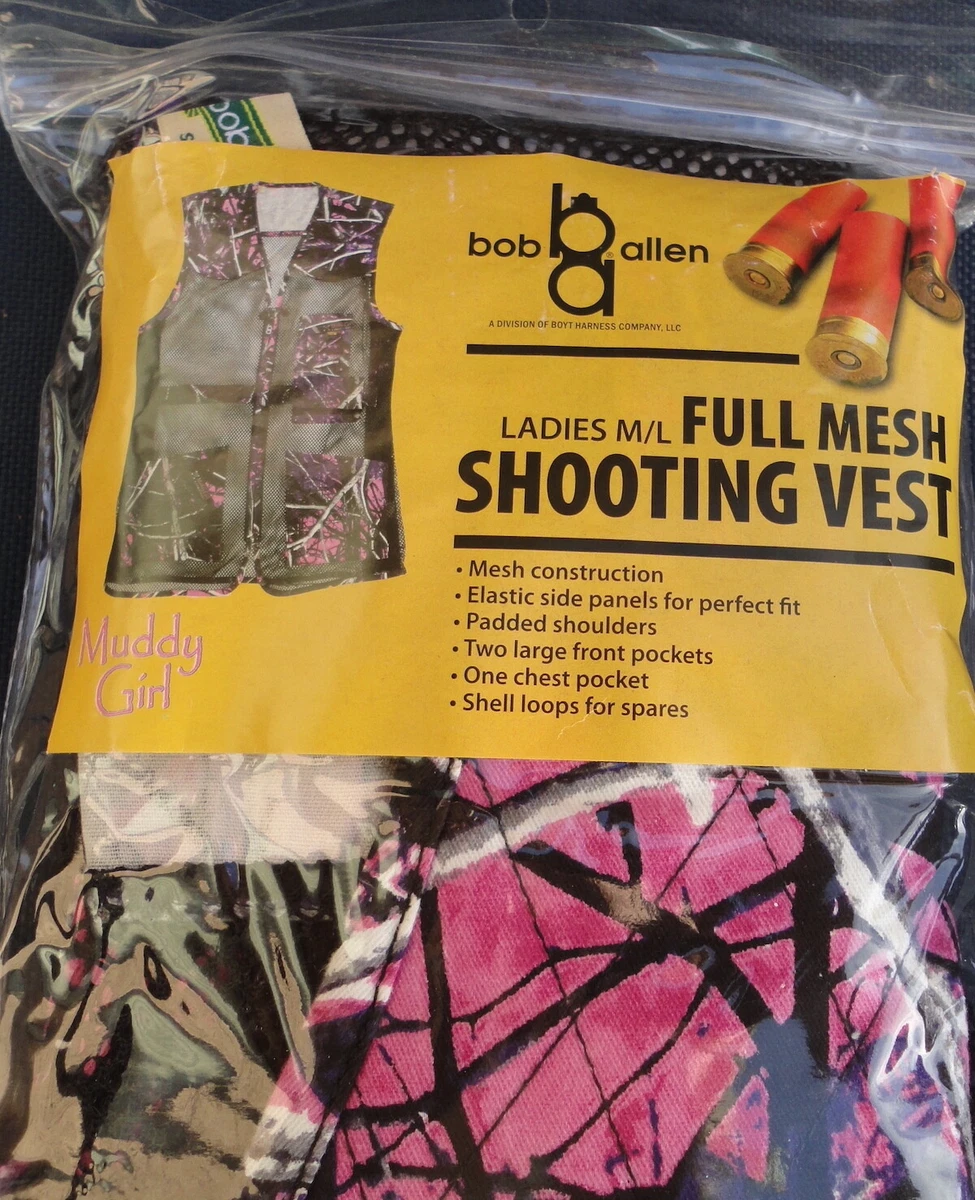 bob
s
bob allen
®
A DIVISION OF BOYT HARNESS COMPANY, LLC
LADIES M/L FULL MESH
SHOOTING VEST
• Mesh construction
• Elastic side panels for perfect fit
• Padded shoulders
• Two large front pockets
• One chest pocket
• Shell loops for spares
Muddy
Girl